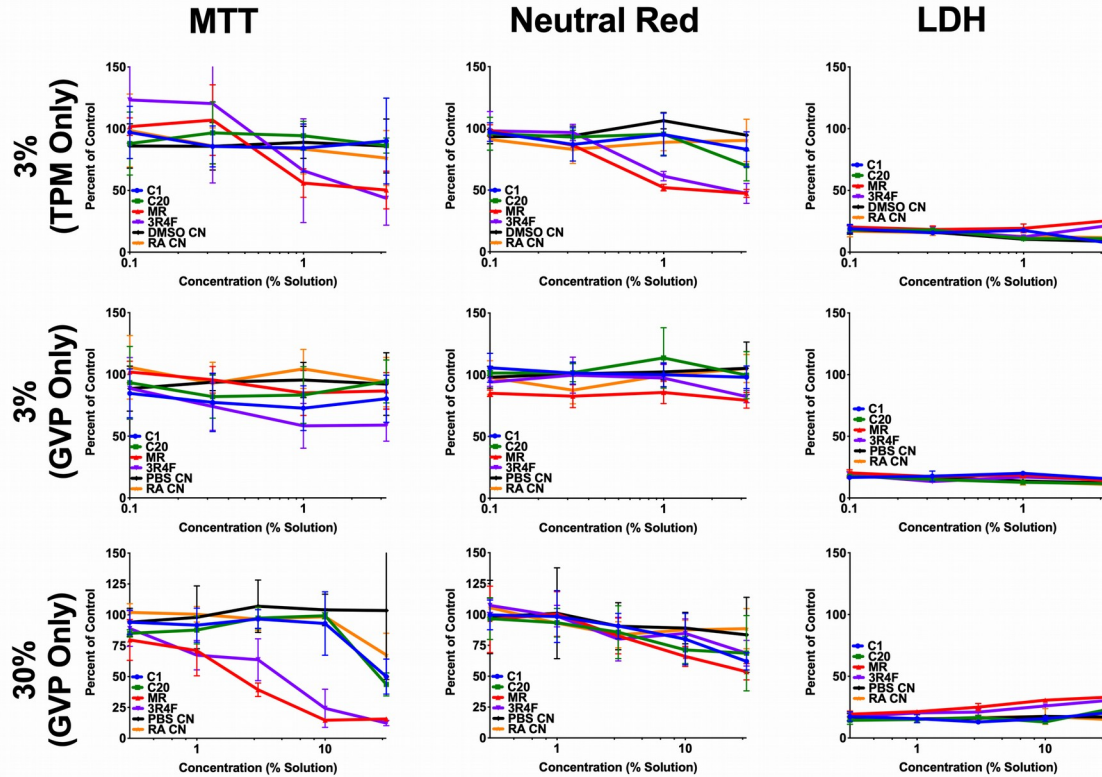 MTT
Neutral Red
LDH
3%
(TPM Only)
150
100
50
0
Percent of Control
C1
C20
MR
3R4F
DMSO CN
RA CN
0.1
1
Concentration (% Solution)
150
100
50
0
Percent of Control
C1
C20
MR
3R4F
DMSO CN
RA CN
0.1
1
Concentration (% Solution)
150
100
50
0
Percent of Control
C1
C20
MR
3R4F
DMSO CN
RA CN
0.1
1
Concentration (% Solution)
3%
(GVP Only)
150
100
50
0
Percent of Control
C1
C20
MR
3R4F
PBS CN
RA CN
0.1
1
Concentration (% Solution)
150
100
50
0
Percent of Control
C1
C20
MR
3R4F
PBS CN
RA CN
0.1
1
Concentration (% Solution)
150
100
50
0
Percent of Control
C1
C20
MR
3R4F
PBS CN
RA CN
0.1
1
Concentration (% Solution)
30%
(GVP Only)
150
125
100
75
50
25
0
Percent of Control
C1
C20
MR
3R4F
PBS CN
RA CN
1
10
Concentration (% Solution)
150
125
100
75
50
25
0
Percent of Control
C1
C20
MR
3R4F
PBS CN
RA CN
1
10
Concentration (% Solution)
150
100
50
0
Percent of Control
C1
C20
MR
3R4F
PBS CN
RA CN
1
10
Concentration (% Solution)